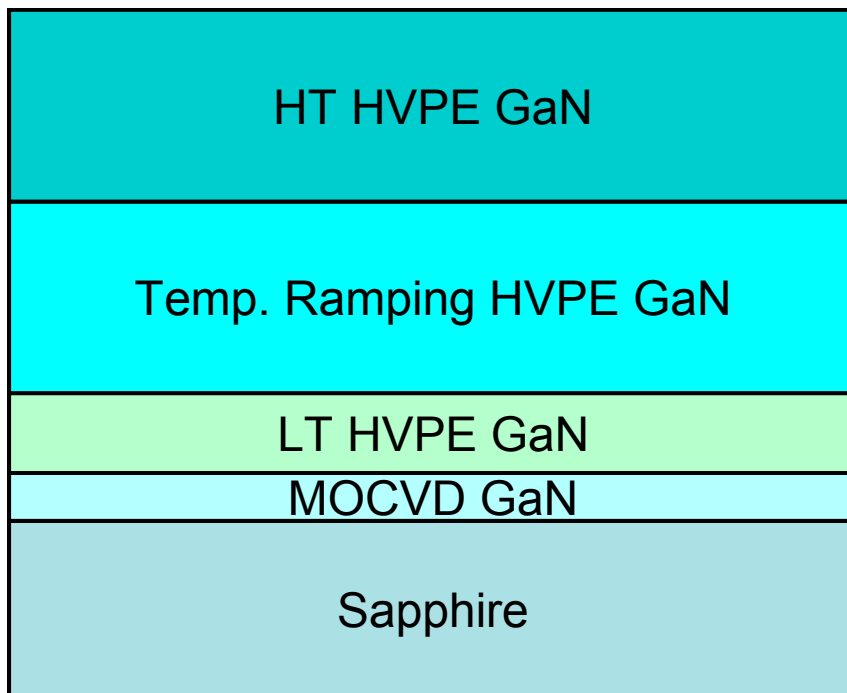 HT HVPE GaN
Temp. Ramping HVPE GaN
LT HVPE GaN
MOCVD GaN
Sapphire